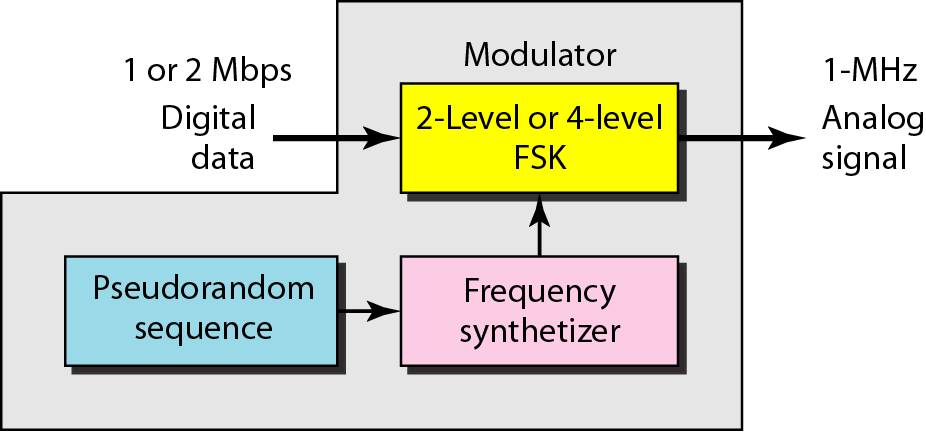 Modulator
1 or 2 Mbps
Digital
data
2-Level or 4-level
FSK
1-MHz
Analog
signal
Pseudorandom
sequence
Frequency
synthetizer